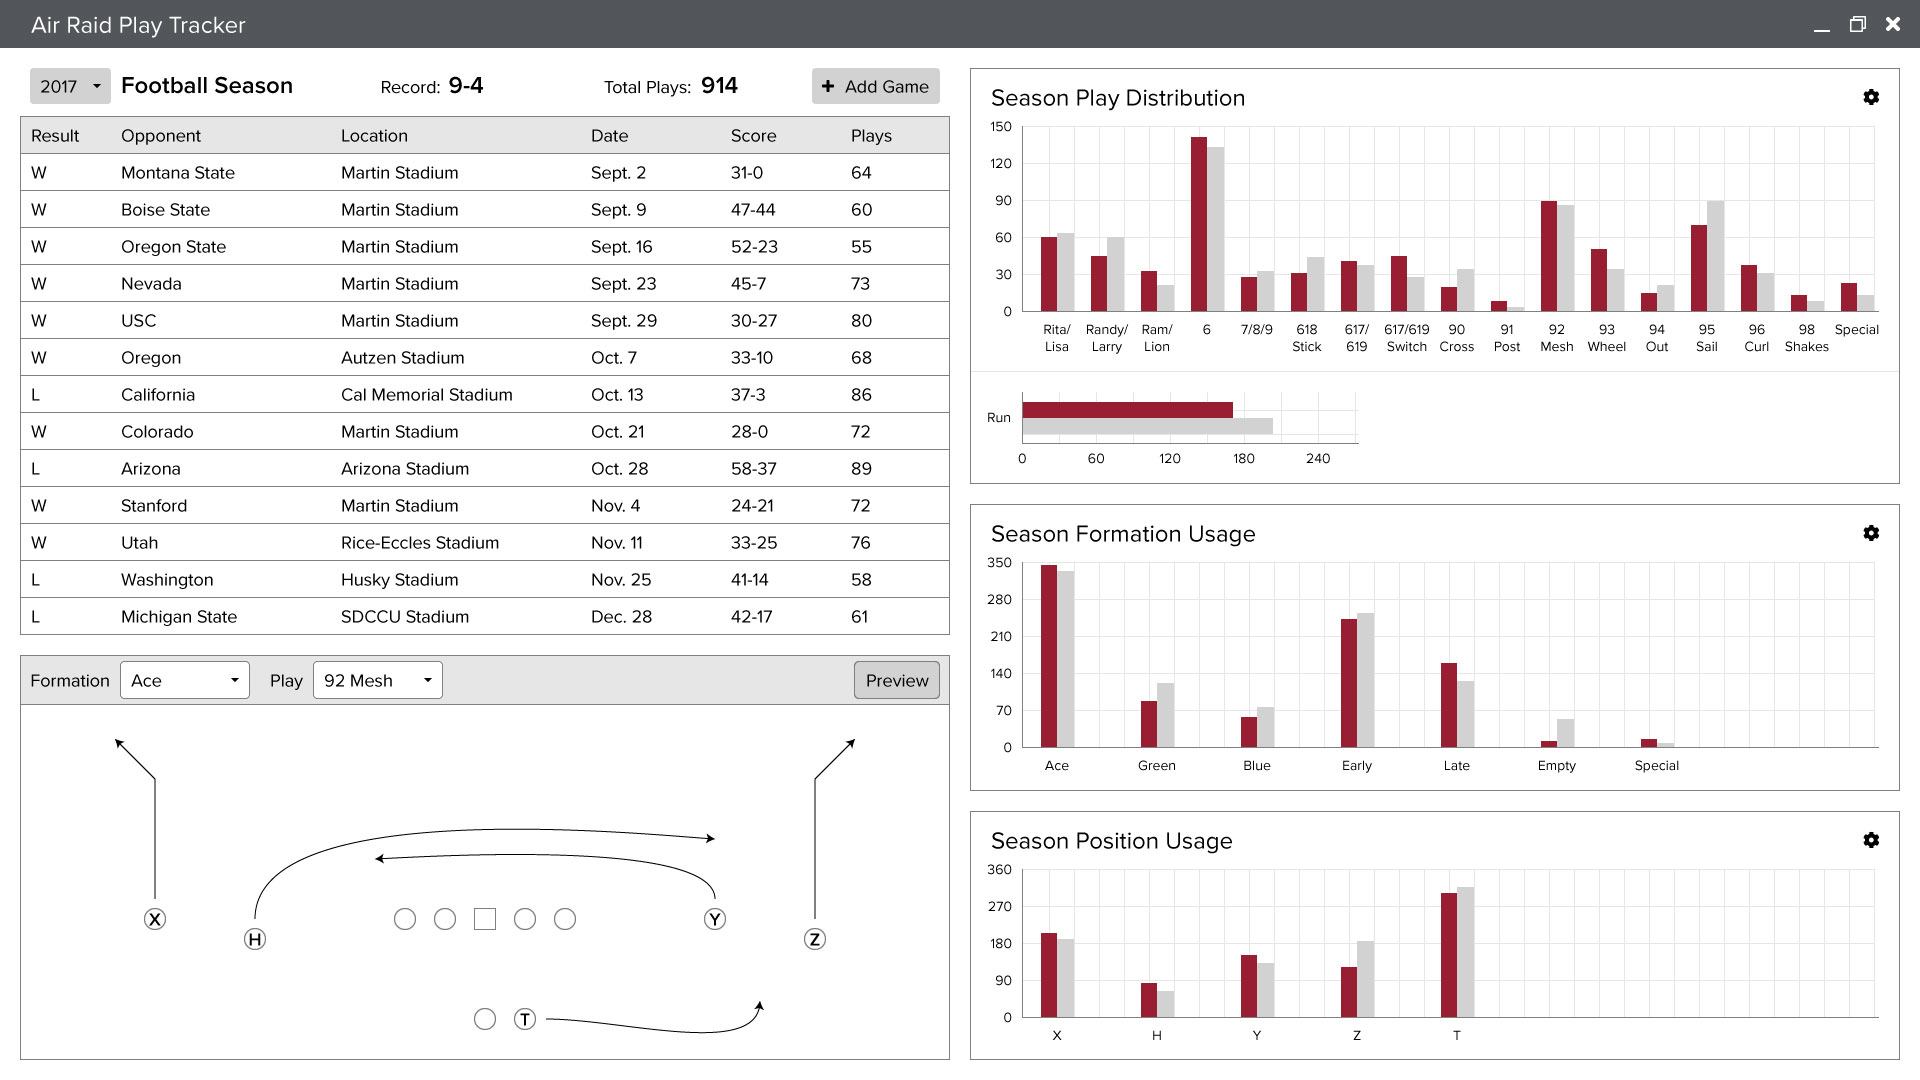 Air Raid Play Tracker
2017 Football Season Record: 9-4 Total Plays: 914 + Add Game
Result Opponent Location Date Score Plays
W Montana State Martin Stadium Sept. 2 31-0 64
W Boise State Martin Stadium Sept. 9 47-44 60
W Oregon State Martin Stadium Sept. 16 52-23 55
W Nevada Martin Stadium Sept. 23 45-7 73
W USC Martin Stadium Sept. 29 30-27 80
W Oregon Autzen Stadium Oct. 7 33-10 68
L California Cal Memorial Stadium Oct. 13 37-3 86
W Colorado Martin Stadium Oct. 21 28-0 72
L Arizona Arizona Stadium Oct. 28 58-37 89
W Stanford Martin Stadium Nov. 4 24-21 72
W Utah Rice-Eccles Stadium Nov. 11 33-25 76
L Washington Husky Stadium Nov. 25 41-14 58
L Michigan State SDCCU Stadium Dec. 28 42-17 61
Formation Ace Play 92 Mesh Preview
X
H
Y
Z
T
Season Play Distribution
150
120
90
60
30
0
Rita/ Randy/ Ram/ 6 7/8/9 618 617/ 617/619 90 91 92 93 94 95 96 98 Special
Lisa Larry Lion Stick 619 Switch Cross Post Mesh Wheel Out Sail Curl Shakes
Run
0 60 120 180 240
Season Formation Usage
350
280
210
140
70
0
Ace Green Blue Early Late Empty Special
Season Position Usage
360
270
180
90
0
X H Y Z T